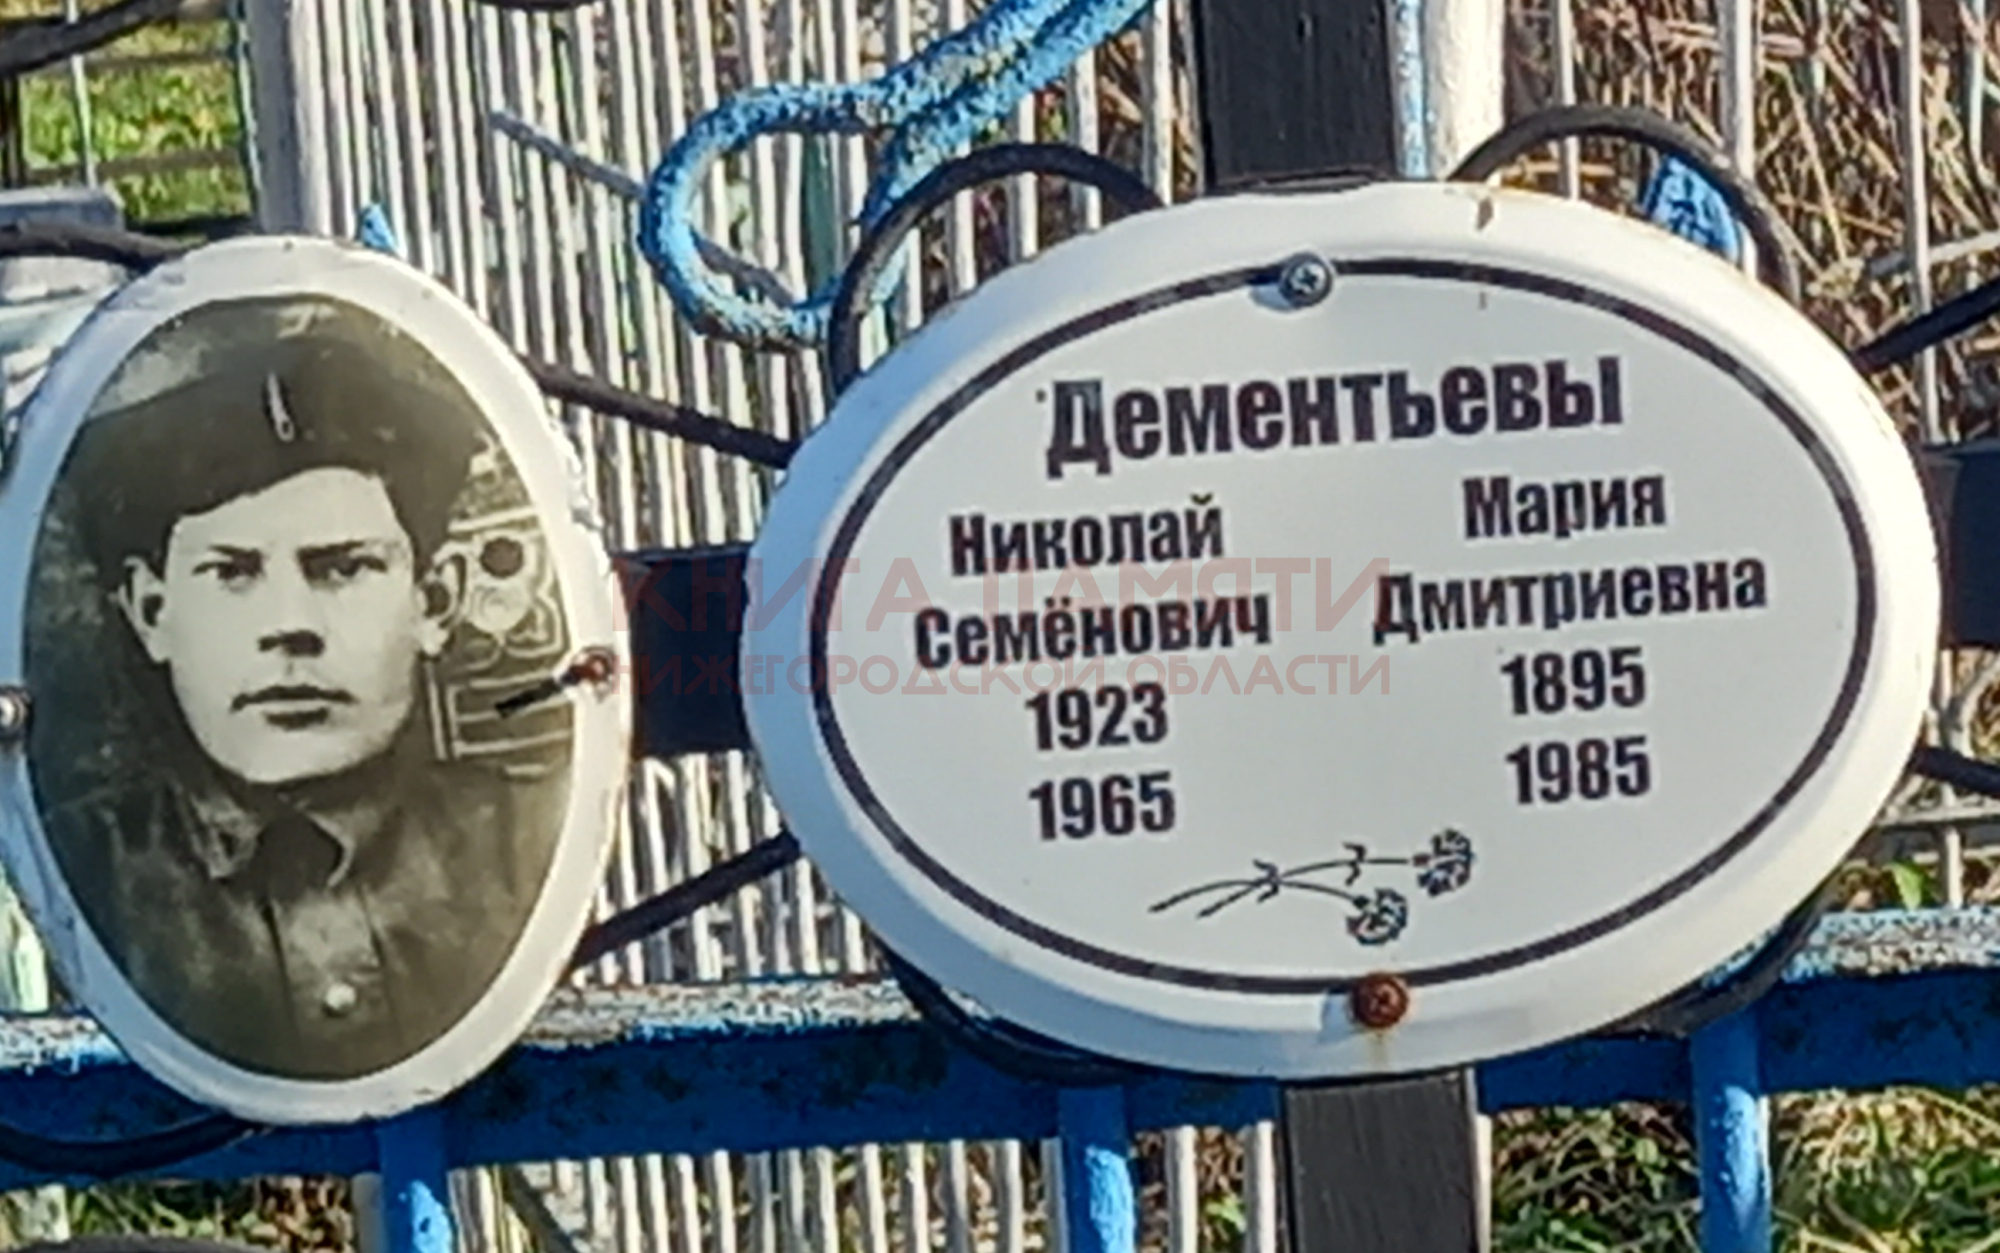 Дементьевы
Николай
Семёнович
1923
1965
Мария
Дмитриевна
1895
1985
КНИГА ПАМЯТИ
НИЖЕГОРОДСКОЙ ОБЛАСТИ